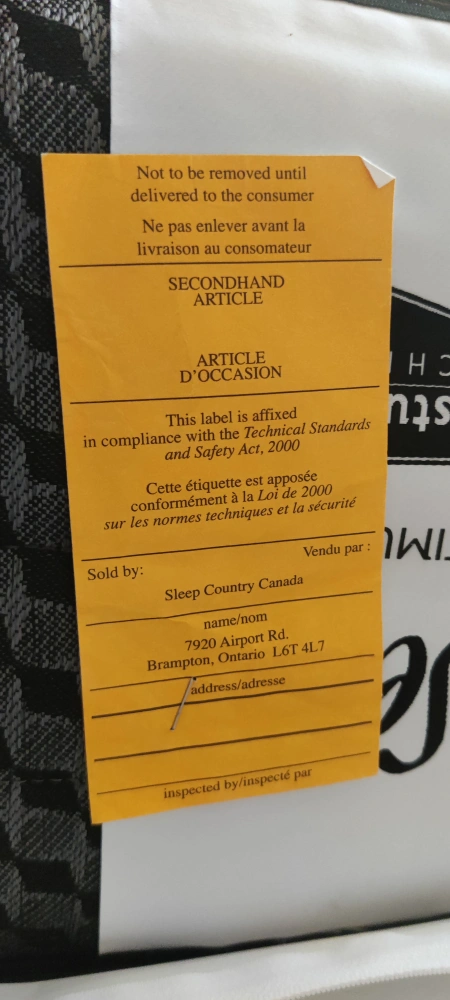 Not to be removed until
delivered to the consumer
Ne pas enlever avant la
livraison au consomateur
SECONDHAND
ARTICLE
ARTICLE
D'OCCASION
This label is affixed
in compliance with the Technical Standards
and Safety Act, 2000
Cette étiquette est apposée
conformément à la Loi de 2000
sur les normes techniques et la sécurité
Sold by:
Vendu par :
Sleep Country Canada
name/nom
7920 Airport Rd.
Brampton, Ontario L6T 4L7
address/adresse
inspected by/inspecté par